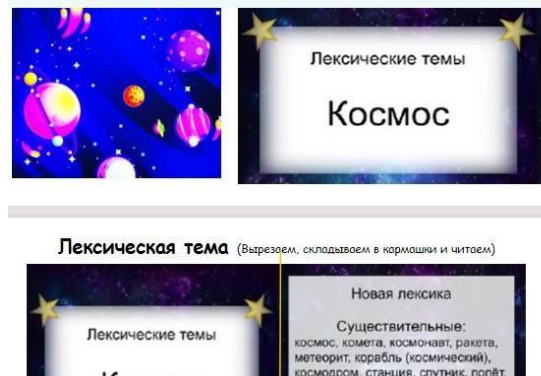 Лексические темы
Космос
Лексическая тема (Вырезаем, складываем в кармашки и читаем)
Лексические темы
Новая лексика
Существительные:
космос, комета, космонавт, ракета,
метеорит, корабль (космический),
космодром, станция, спутник, полёт,